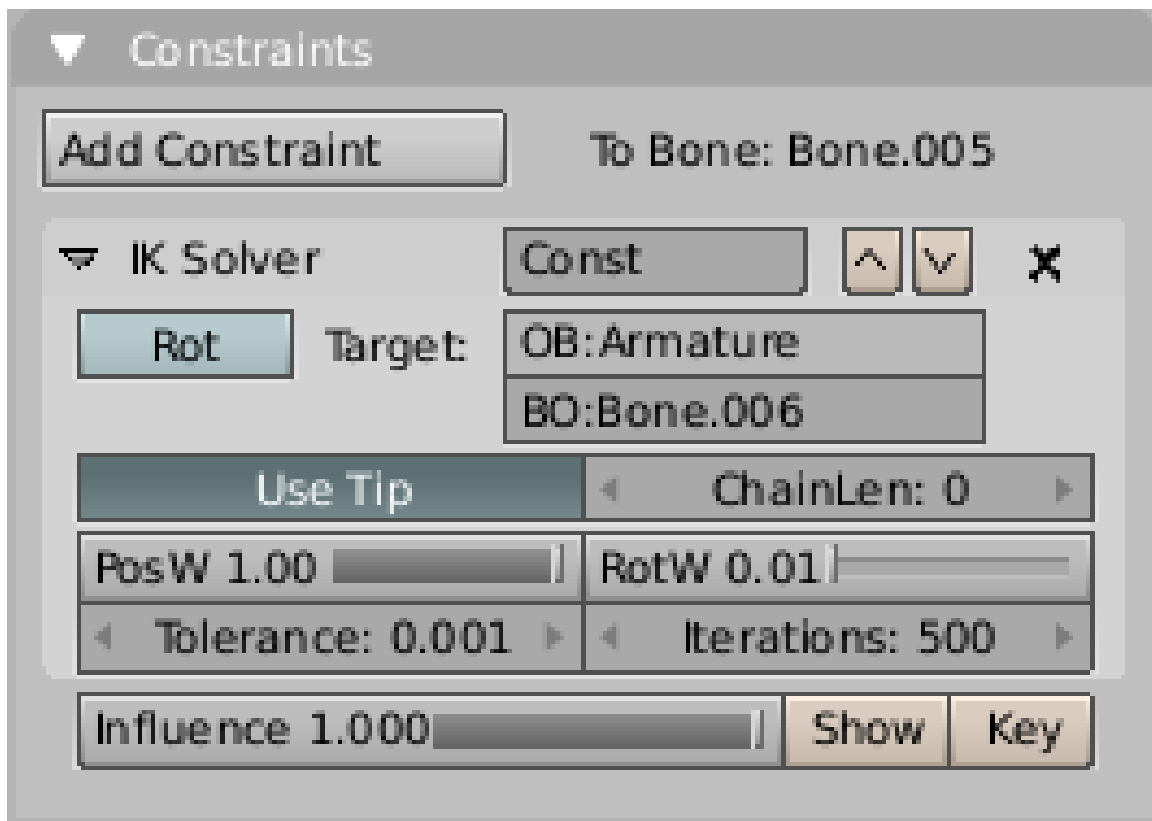 Constraints
Add Constraint To Bone: Bone.005
IK Solver Const
Rot Target: OB:Armature
BO:Bone.006
Use Tip ChainLen: 0
PosW 1.00 RotW 0.01
Tolerance: 0.001 Iterations: 500
Influence 1.000 Show Key